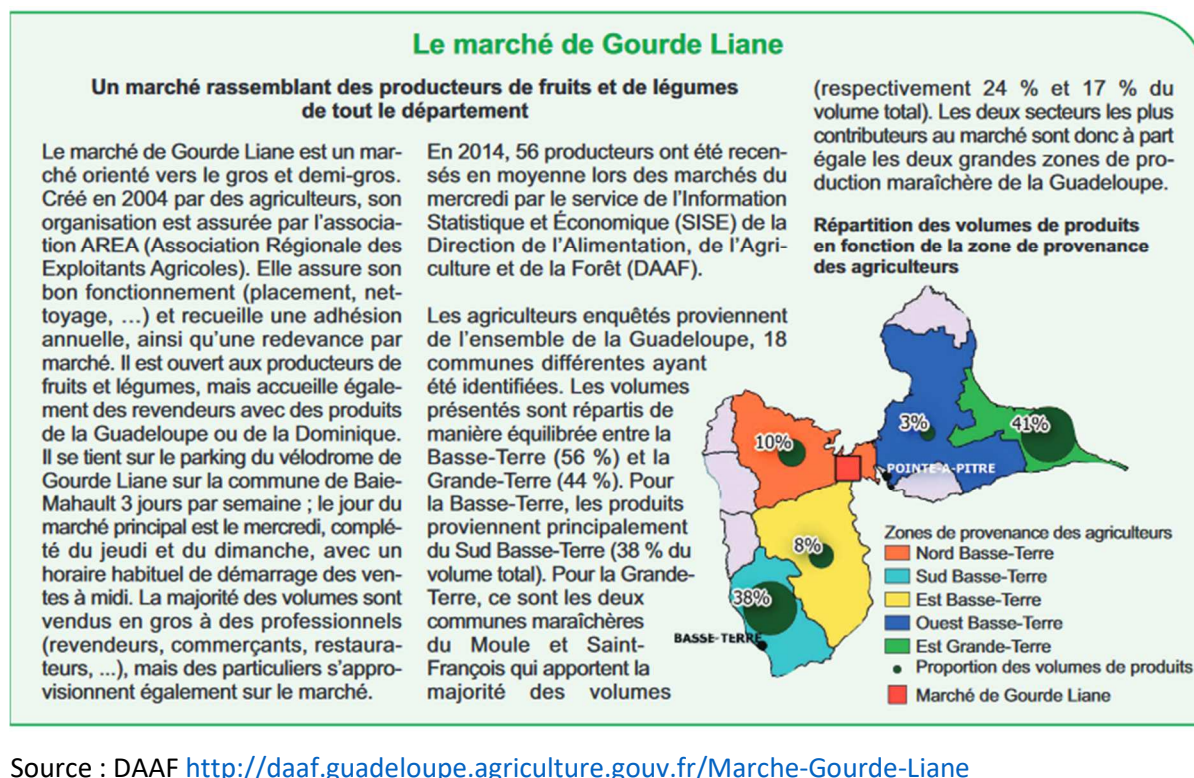 Le marché de Gourde Liane
Un marché rassemblant des producteurs de fruits et de légumes
de tout le département
Le marché de Gourde Liane est un mar-
ché orienté vers le gros et demi-gros.
Créé en 2004 par des agriculteurs, son
organisation est assurée par l'associa-
tion AREA (Association Régionale des
Exploitants Agricoles). Elle assure son
bon fonctionnement (placement, net-
toyage, ...) et recueille une adhésion
annuelle, ainsi qu'une redevance par
marché. Il est ouvert aux producteurs de
fruits et légumes, mais accueille égale-
ment des revendeurs avec des produits
de la Guadeloupe ou de la Dominique.
Il se tient sur le parking du vélodrome de
Gourde Liane sur la commune de Baie-
Mahault 3 jours par semaine ; le jour du
marché principal est le mercredi, complé-
té du jeudi et du dimanche, avec un
horaire habituel de démarrage des ven-
tes à midi. La majorité des volumes sont
vendus en gros à des professionnels
(revendeurs, commerçants, restaura-
teurs, ...), mais des particuliers s'appro-
visionnent également sur le marché.
En 2014, 56 producteurs ont été recen-
sés en moyenne lors des marchés du
mercredi par le service de l'Information
Statistique et Économique (SISE) de la
Direction de l'Alimentation, de l'Agri-
culture et de la Forêt (DAAF).
Les agriculteurs enquêtés proviennent
de l'ensemble de la Guadeloupe, 18
communes différentes ayant
été identifiées. Les volumes
présentés sont répartis de
manière équilibrée entre la
Basse-Terre (56 %) et la
Grande-Terre (44 %). Pour
la Basse-Terre, les produits
proviennent principalement
du Sud Basse-Terre (38 % du
volume total). Pour la Grande-
Terre, ce sont les deux
communes maraîchères
du Moule et Saint-
François qui apportent la
majorité des volumes
(respectivement 24 % et 17 % du
volume total). Les deux secteurs les plus
contributeurs au marché sont donc à part
égale les deux grandes zones de pro-
duction maraîchère de la Guadeloupe.
Répartition des volumes de produits
en fonction de la zone de provenance
des agriculteurs
10%
3%
41%
POINTE-A-PITRE
8%
38%
BASSE-TERRE
Zones de provenance des agriculteurs
Nord Basse-Terre
Sud Basse-Terre
Est Basse-Terre
Ouest Basse-Terre
Est Grande-Terre
Proportion des volumes de produits
Marché de Gourde Liane
Source : DAAF http://daaf.guadeloupe.agriculture.gouv.fr/Marche-Gourde-Liane